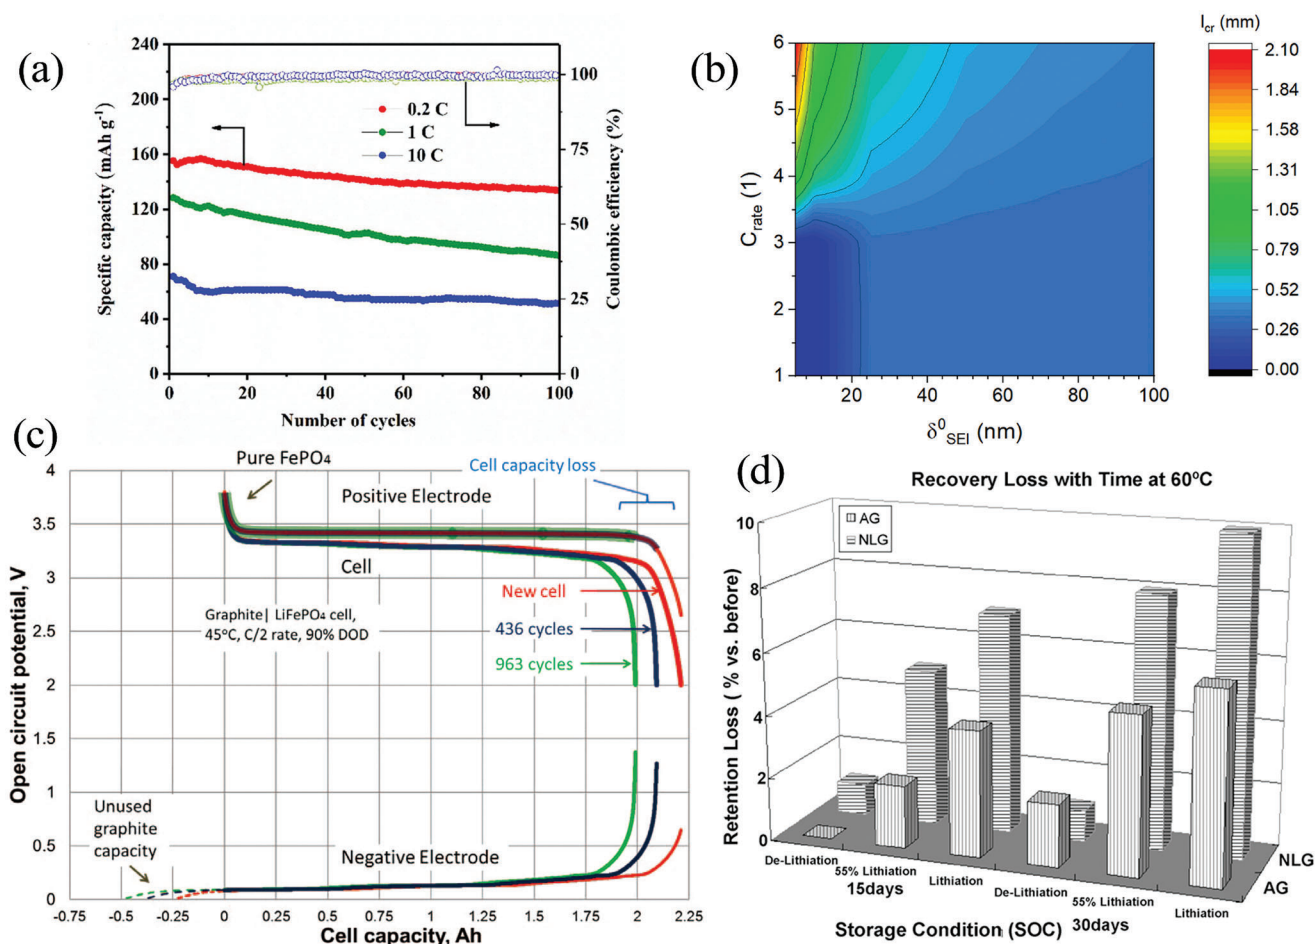 (a)
240
200
160
120
80
40
0
Specific capacity (mAh g⁻¹)
0.2 C
1 C
10 C
100
75
50
25
0
Coulombic efficiency (%)
0 20 40 60 80 100
Number of cycles
(b)
6
5
4
3
2
1
C_rate (1)
20 40 60 80 100
δ⁰_SEI (nm)
l_cr (mm)
2.10
1.84
1.58
1.31
1.05
0.79
0.52
0.26
0.00
(c)
Pure FePO₄
Cell capacity loss
Positive Electrode
Cell
Graphite| LiFePO₄ cell,
45°C, C/2 rate, 90% DOD
New cell
436 cycles
963 cycles
Unused
graphite
capacity
Negative Electrode
4
3.5
3
2.5
2
1.5
1
0.5
0
Open circuit potential, V
-0.75 -0.5 -0.25 0 0.25 0.5 0.75 1 1.25 1.5 1.75 2 2.25
Cell capacity, Ah
(d)
Recovery Loss with Time at 60ºC
AG
NLG
10
8
6
4
2
0
Retention Loss ( % vs. before)
De-Lithiation
55% Lithiation
Lithiation
De-Lithiation
55% Lithiation
Lithiation
15days
30days
NLG
AG
Storage Condition (SOC)